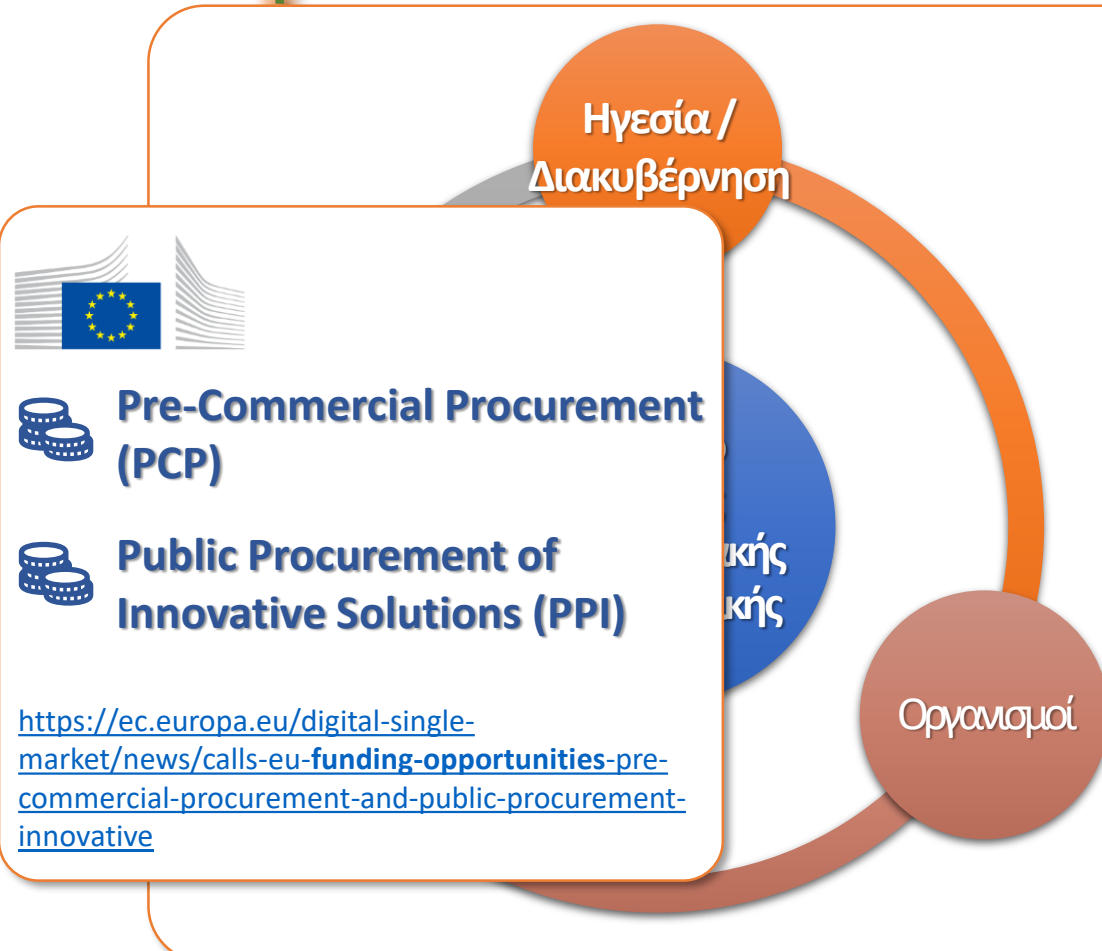 Ηγεσία /
Διακυβέρνηση
Pre-Commercial Procurement
(PCP)
Public Procurement of
Innovative Solutions (PPI)
https://ec.europa.eu/digital-single-
market/news/calls-eu-funding-opportunities-pre-
commercial-procurement-and-public-procurement-
innovative
Οργανισμοί